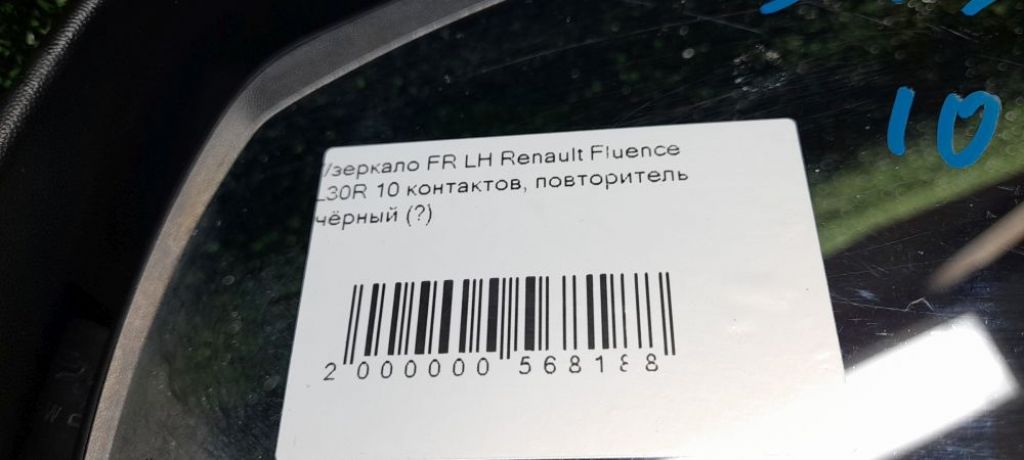 10
/зеркало FR LH Renault Fluence
L30R 10 контактов, повторитель
чёрный (?)
2 000000 568188